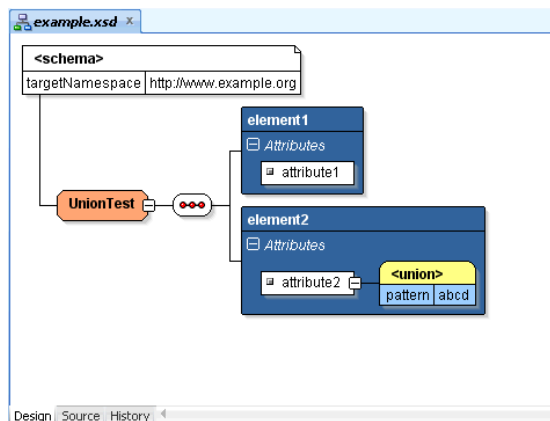 example.xsd x
<schema>
targetNamespace http://www.example.org
element1
Attributes
attribute1
UnionTest
element2
Attributes
attribute2
<union>
pattern abcd
Design Source History